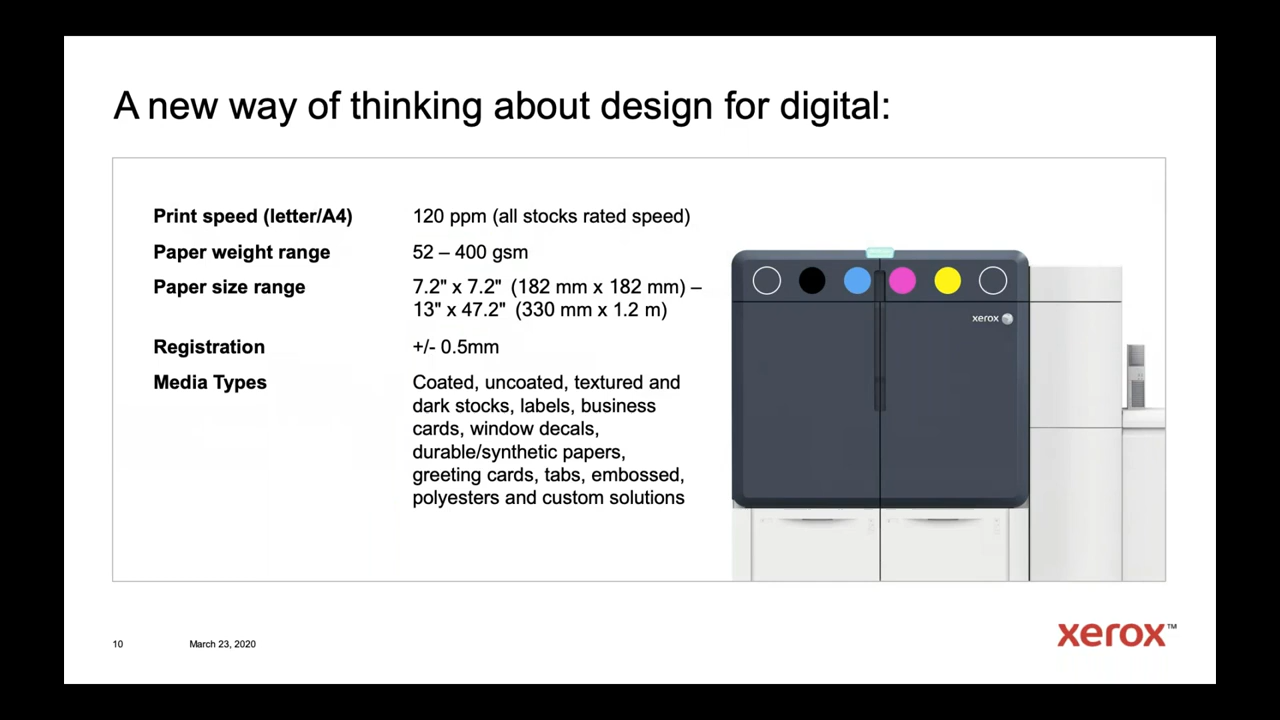 A new way of thinking about design for digital:
Print speed (letter/A4) 120 ppm (all stocks rated speed)
Paper weight range 52 – 400 gsm
Paper size range 7.2" x 7.2" (182 mm x 182 mm) –
13" x 47.2" (330 mm x 1.2 m)
Registration +/- 0.5mm
Media Types Coated, uncoated, textured and
dark stocks, labels, business
cards, window decals,
durable/synthetic papers,
greeting cards, tabs, embossed,
polyesters and custom solutions
xerox
10 March 23, 2020
xerox™